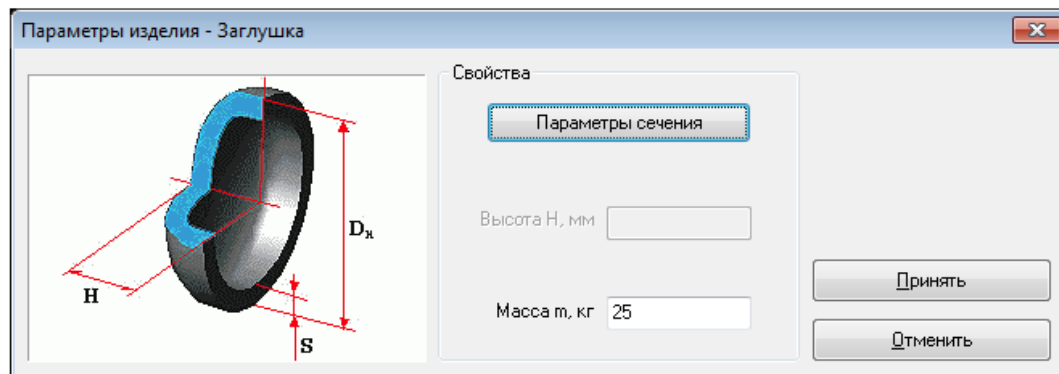 Параметры изделия - Заглушка
Свойства
Параметры сечения
Dн
Высота H, мм
H
Масса m, кг 25
S
Принять
Отменить